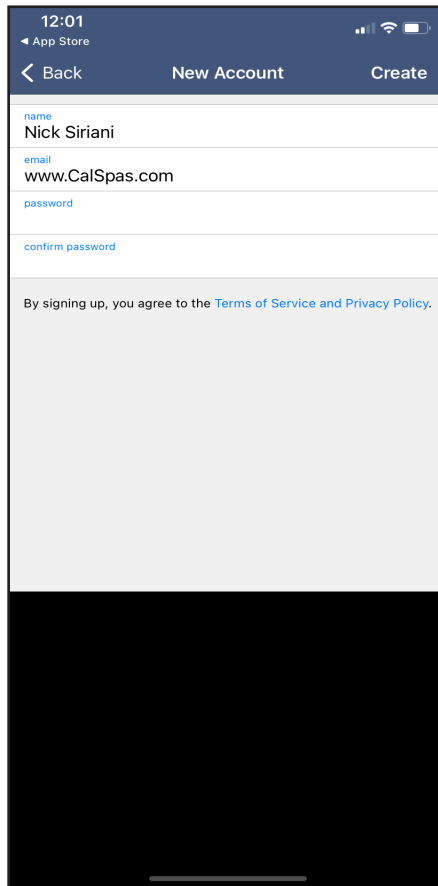 12:01
◀ App Store
Back New Account Create
name
Nick Siriani
email
www.CalSpas.com
password
confirm password
By signing up, you agree to the Terms of Service and Privacy Policy.